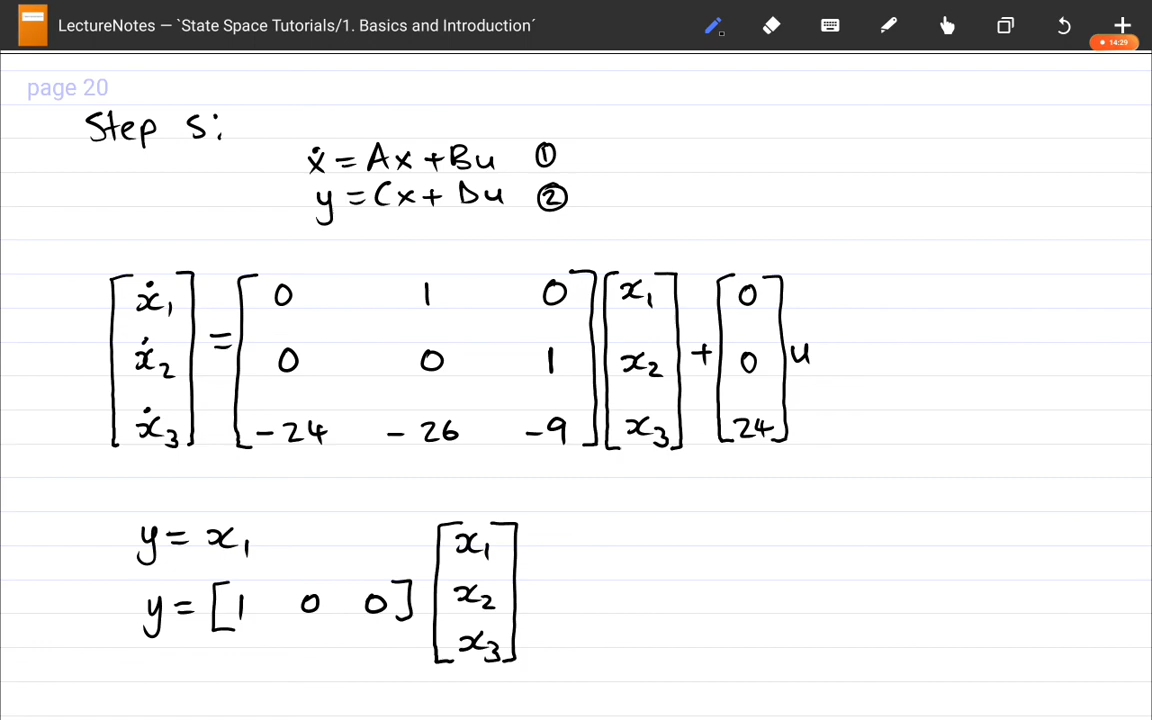 LectureNotes — `State Space Tutorials/1. Basics and Introduction´
14:29
page 20
Step 5:
ẋ = Ax + Bu ①
y = Cx + Du ②
[ẋ₁] = [0 1 0] [x₁] + [0]
[ẋ₂] [0 0 1] [x₂] [0] u
[ẋ₃] [-24 -26 -9] [x₃] [24]
y = x₁
y = [1 0 0] [x₁
x₂
x₃]